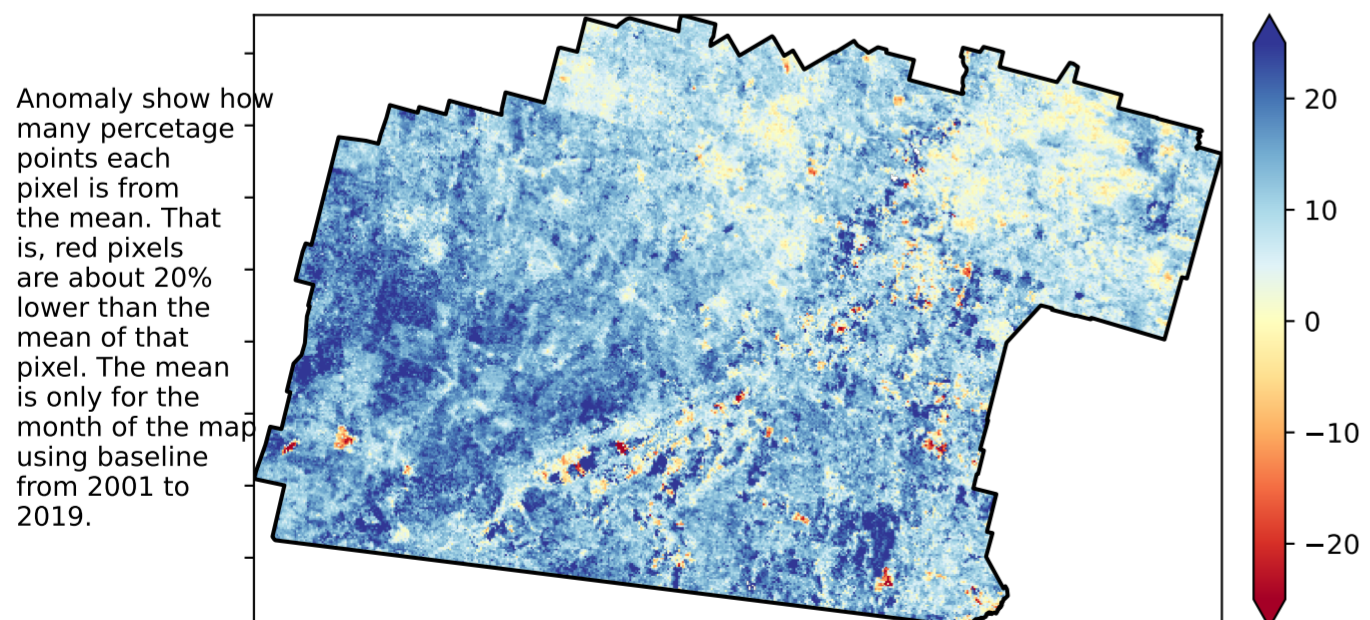 Anomaly show how
many percetage
points each
pixel is from
the mean. That
is, red pixels
are about 20%
lower than the
mean of that
pixel. The mean
is only for the
month of the map
using baseline
from 2001 to
2019.
20
10
0
−10
−20